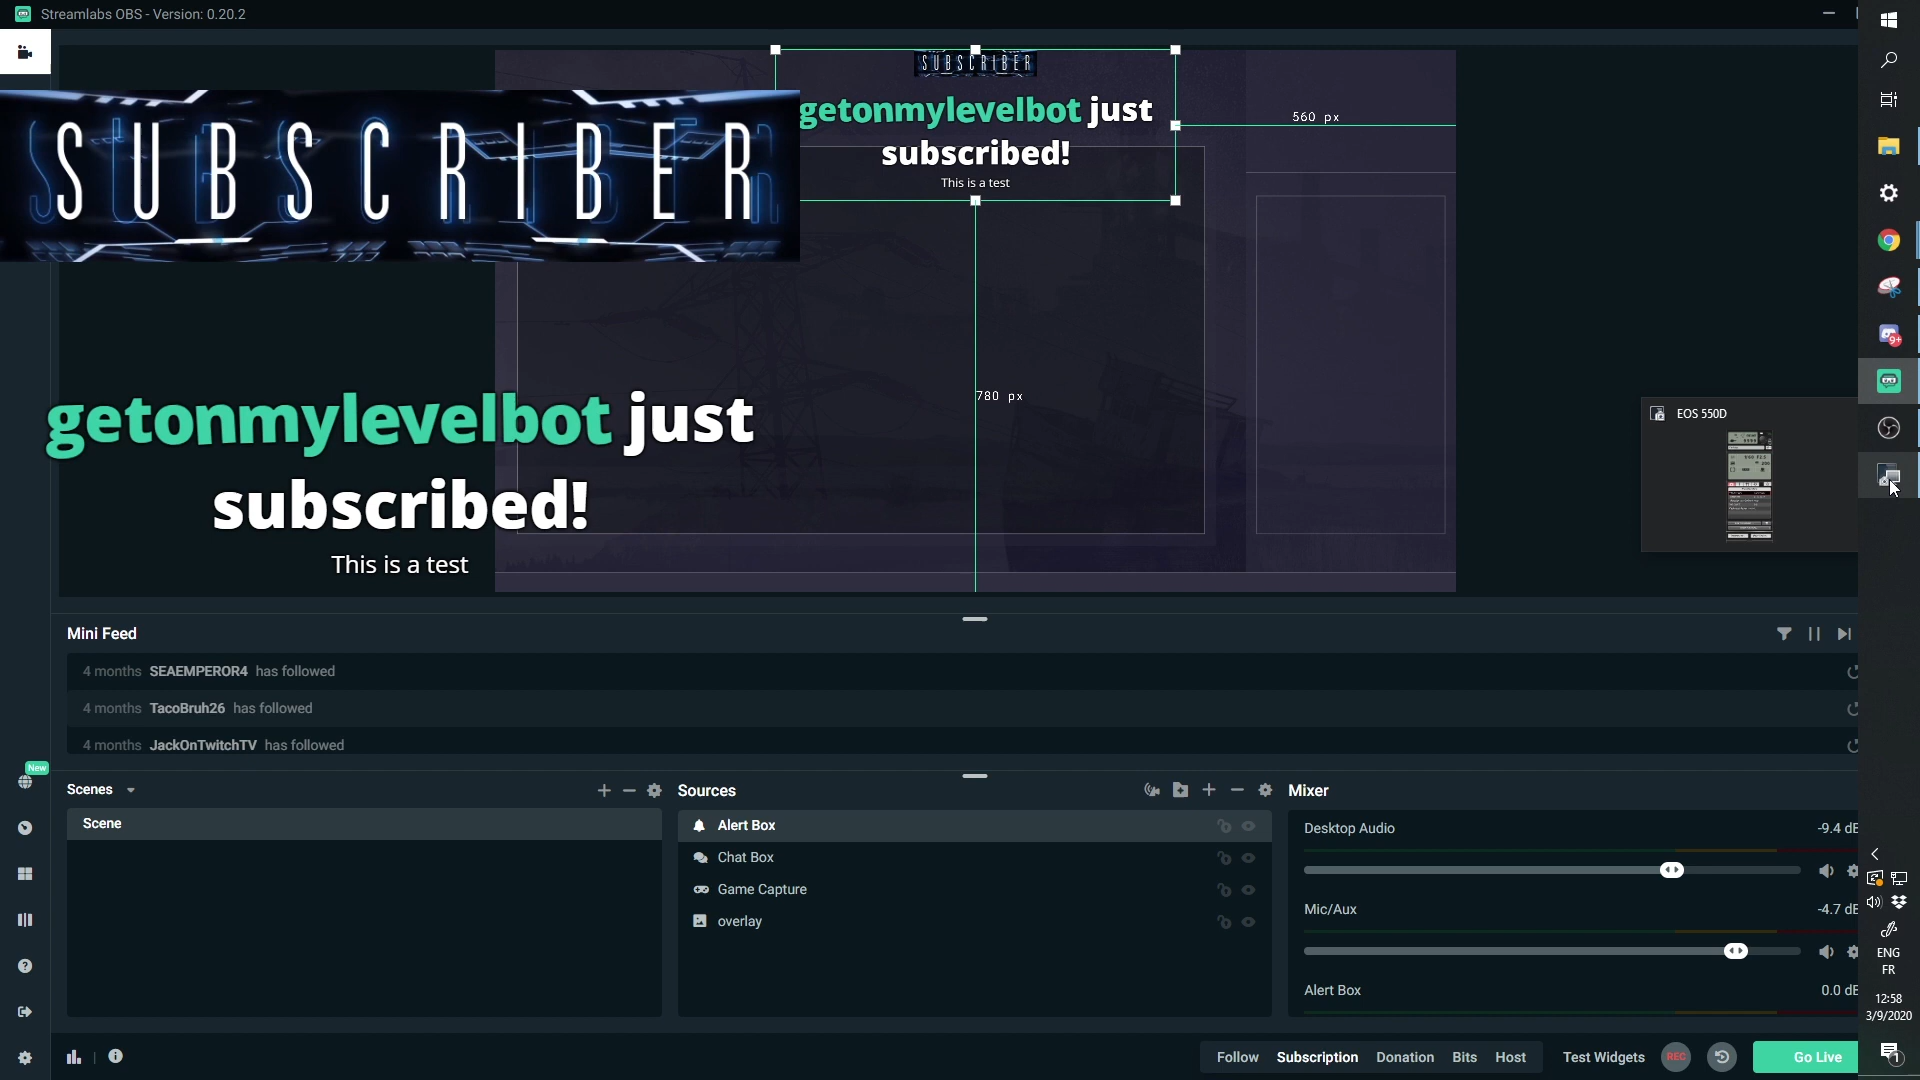 Streamlabs OBS - Version: 0.20.2
SUBSCRIBER
getonmylevelbot just
subscribed!
This is a test
560 px
780 px
SUBSCRIBER
getonmylevelbot just
subscribed!
This is a test
EOS 550D
9+
Mini Feed
4 months SEAEMPEROR4 has followed
4 months TacoBruh26 has followed
4 months JackOnTwitchTV has followed
New
Scenes
Scene
Sources
Alert Box
Chat Box
Game Capture
overlay
Mixer
Desktop Audio -9.4 dB
Mic/Aux -4.7 dB
Alert Box 0.0 dB
ENG
FR
12:58
3/9/2020
Follow Subscription Donation Bits Host Test Widgets REC Go Live
1